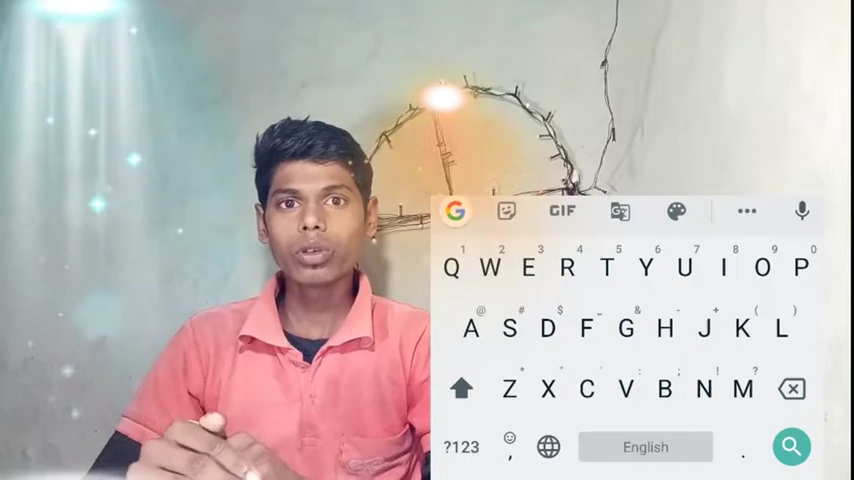 G GIF G
1 2 3 4 5 6 7 8 9 0
Q W E R T Y U I O P
@ # $ _ & - + ( )
A S D F G H J K L
* " ' : ; ! ?
Z X C V B N M
?123 , English .